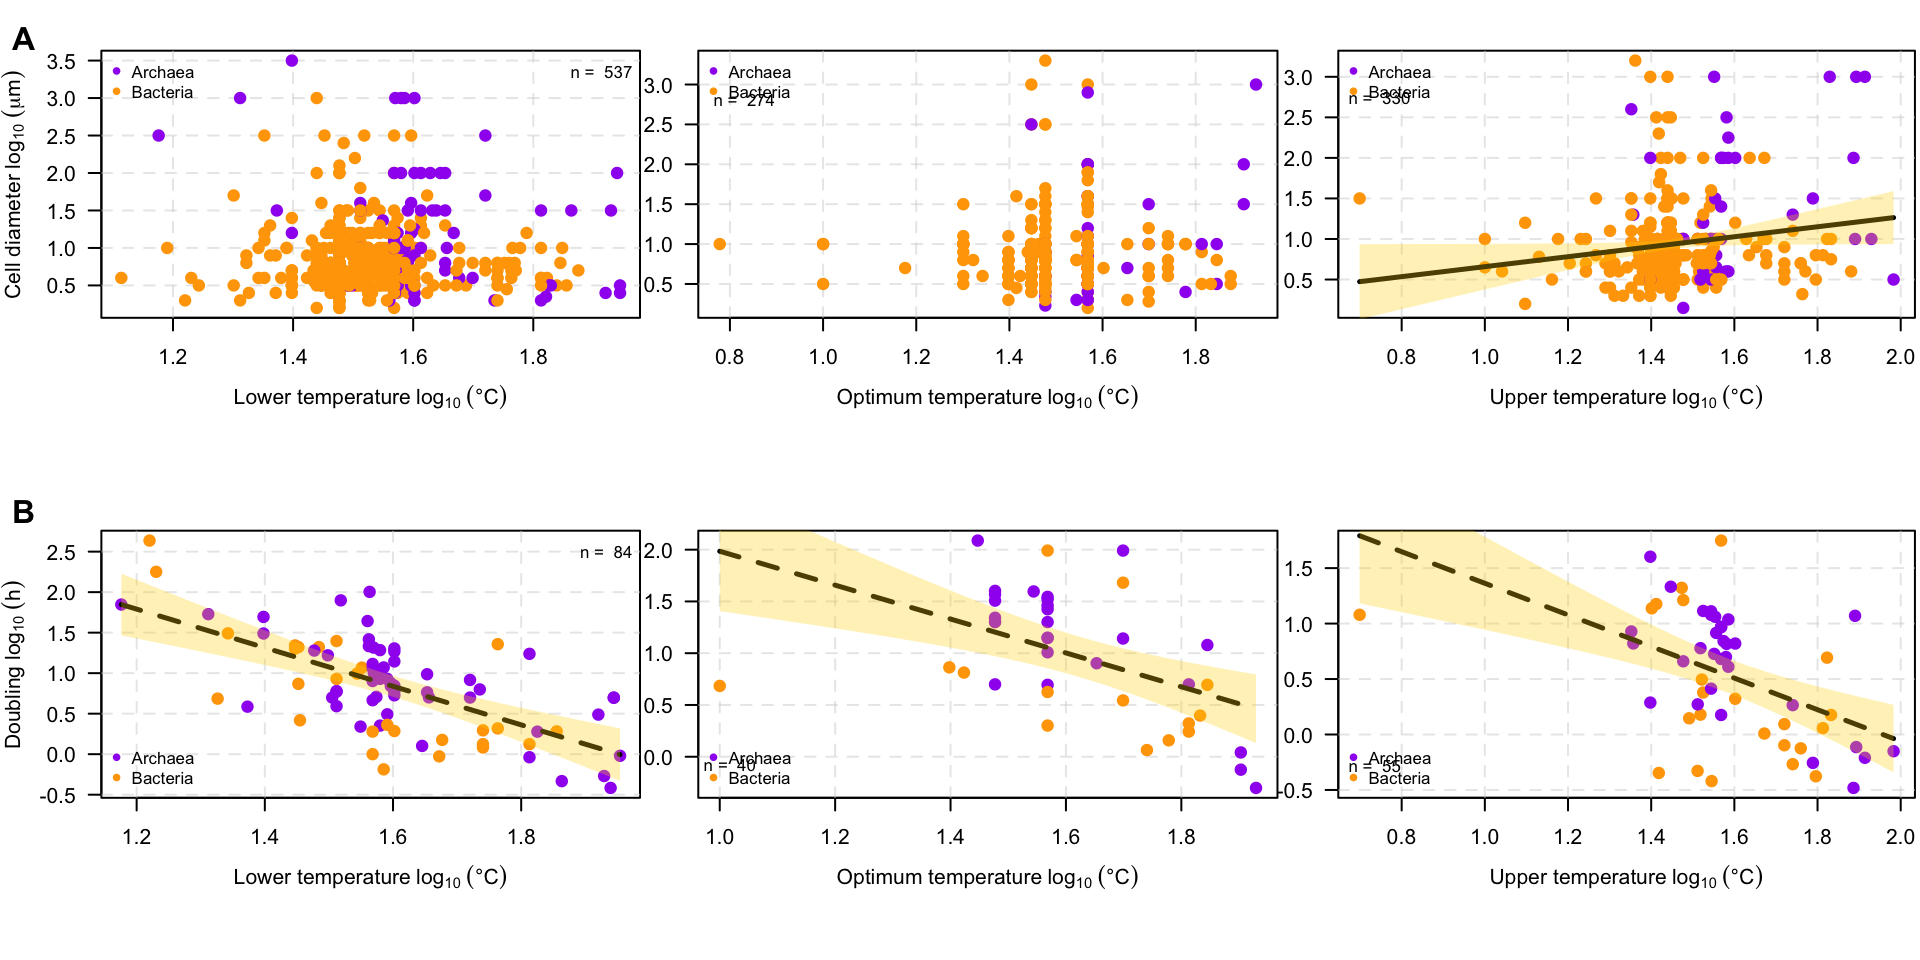 A
Cell diameter log10 (μm)
3.5
3.0
2.5
2.0
1.5
1.0
0.5
Archaea
Bacteria
n = 537
1.2 1.4 1.6 1.8
Lower temperature log10 (°C)
3.0
2.5
2.0
1.5
1.0
0.5
Archaea
Bacteria
n = 274
0.8 1.0 1.2 1.4 1.6 1.8
Optimum temperature log10 (°C)
3.0
2.5
2.0
1.5
1.0
0.5
Archaea
Bacteria
n = 330
0.8 1.0 1.2 1.4 1.6 1.8 2.0
Upper temperature log10 (°C)
B
Doubling log10 (h)
2.5
2.0
1.5
1.0
0.5
0.0
-0.5
n = 84
Archaea
Bacteria
1.2 1.4 1.6 1.8
Lower temperature log10 (°C)
2.0
1.5
1.0
0.5
0.0
Archaea
n = 40
Bacteria
1.0 1.2 1.4 1.6 1.8
Optimum temperature log10 (°C)
1.5
1.0
0.5
0.0
-0.5
Archaea
n = 55
Bacteria
0.8 1.0 1.2 1.4 1.6 1.8 2.0
Upper temperature log10 (°C)